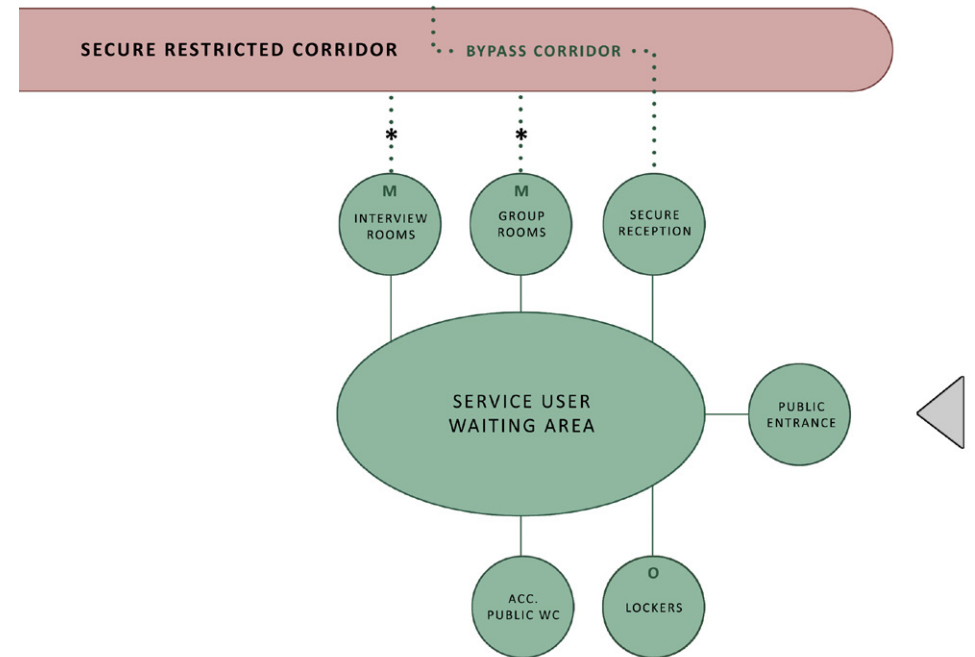 SECURE RESTRICTED CORRIDOR
BYPASS CORRIDOR
*
*
M
INTERVIEW
ROOMS
M
GROUP
ROOMS
SECURE
RECEPTION
SERVICE USER
WAITING AREA
PUBLIC
ENTRANCE
ACC.
PUBLIC WC
O
LOCKERS